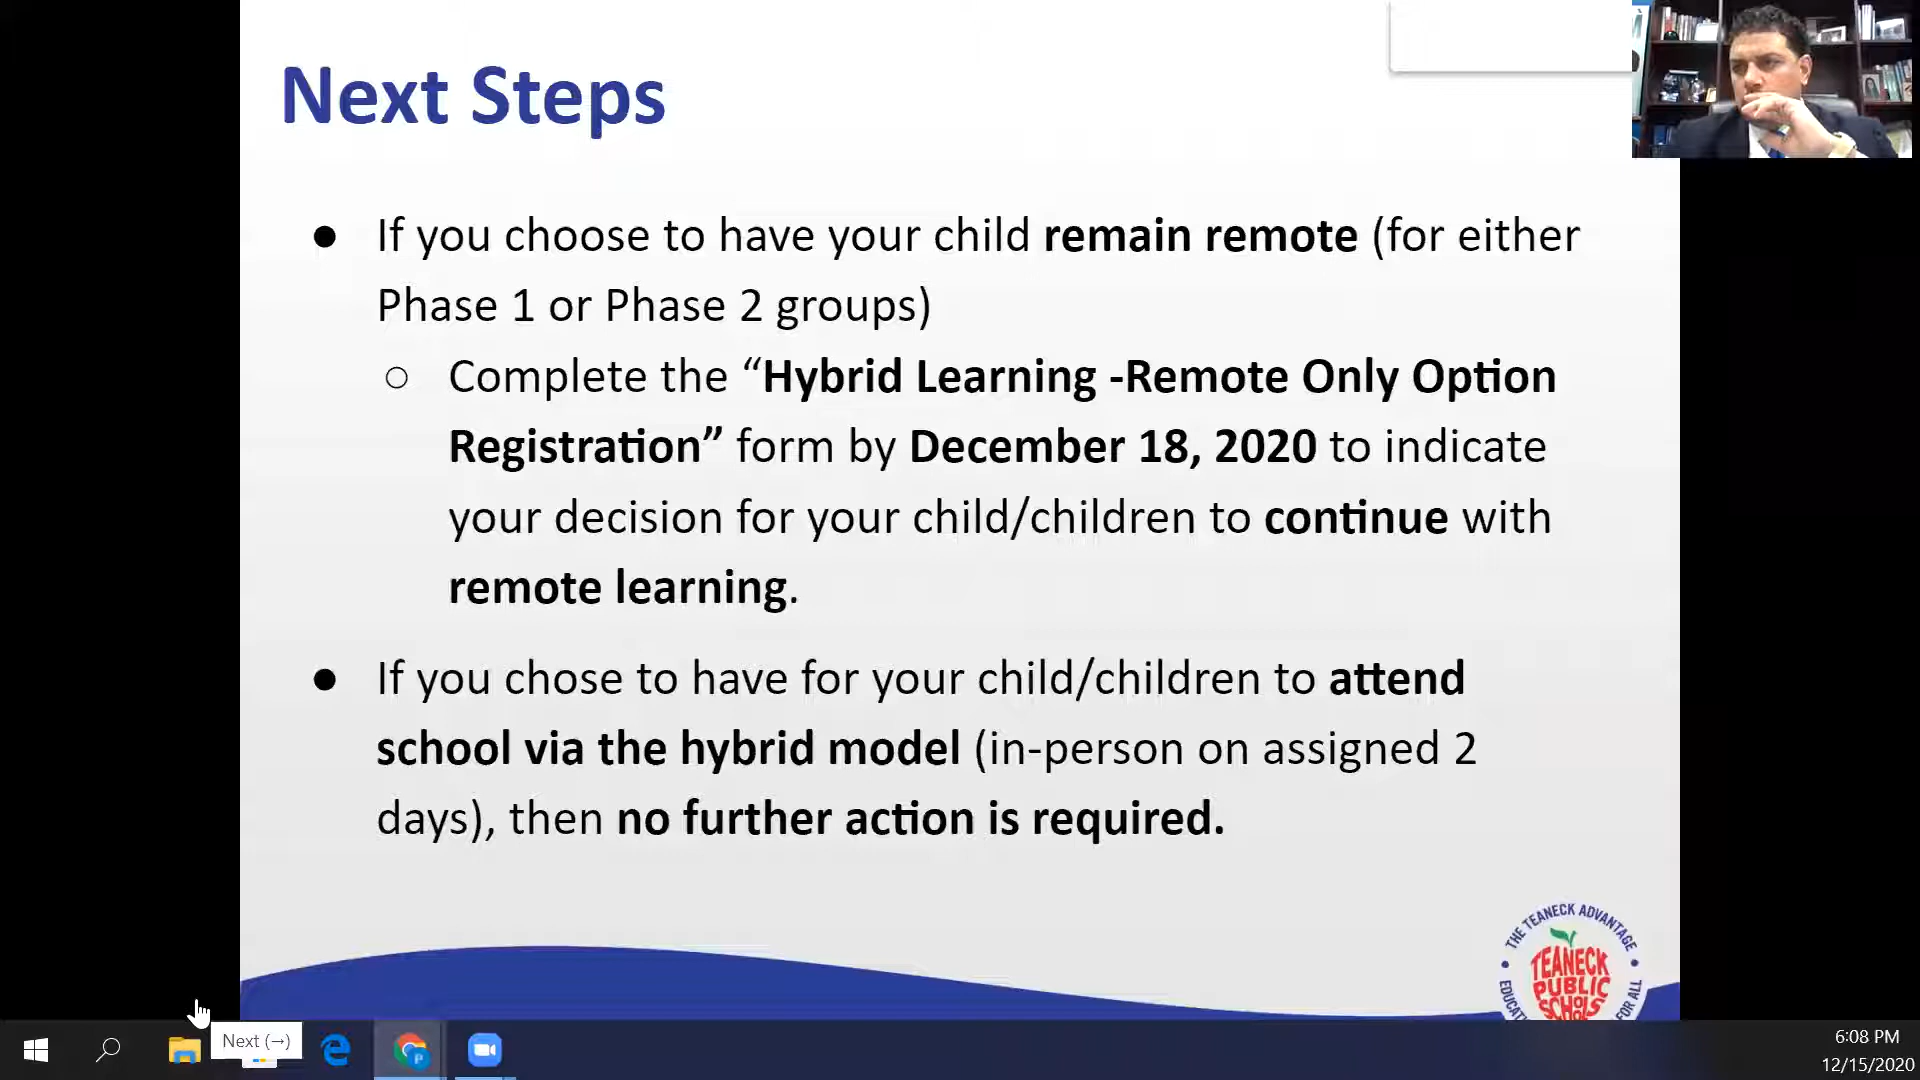 Next Steps
● If you choose to have your child remain remote (for either
Phase 1 or Phase 2 groups)
○ Complete the “Hybrid Learning -Remote Only Option
Registration” form by December 18, 2020 to indicate
your decision for your child/children to continue with
remote learning.
● If you chose to have for your child/children to attend
school via the hybrid model (in-person on assigned 2
days), then no further action is required.
THE TEANECK ADVANTAGE
TEANECK
PUBLIC
SCHOOLS
FOR ALL
Next (→)
6:08 PM
12/15/2020